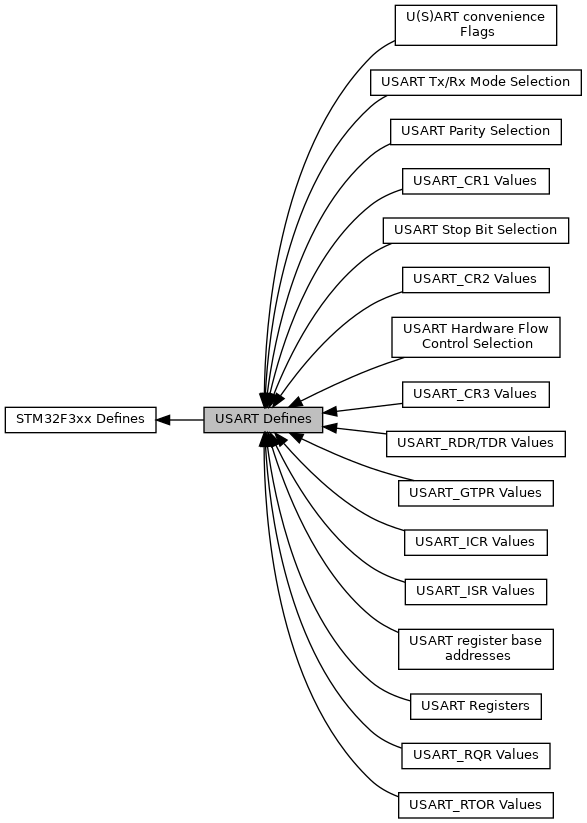 U(S)ART convenience
Flags
USART Tx/Rx Mode Selection
USART Parity Selection
USART_CR1 Values
USART Stop Bit Selection
USART_CR2 Values
USART Hardware Flow
Control Selection
USART_CR3 Values
STM32F3xx Defines
USART Defines
USART_RDR/TDR Values
USART_GTPR Values
USART_ICR Values
USART_ISR Values
USART register base
addresses
USART Registers
USART_RQR Values
USART_RTOR Values